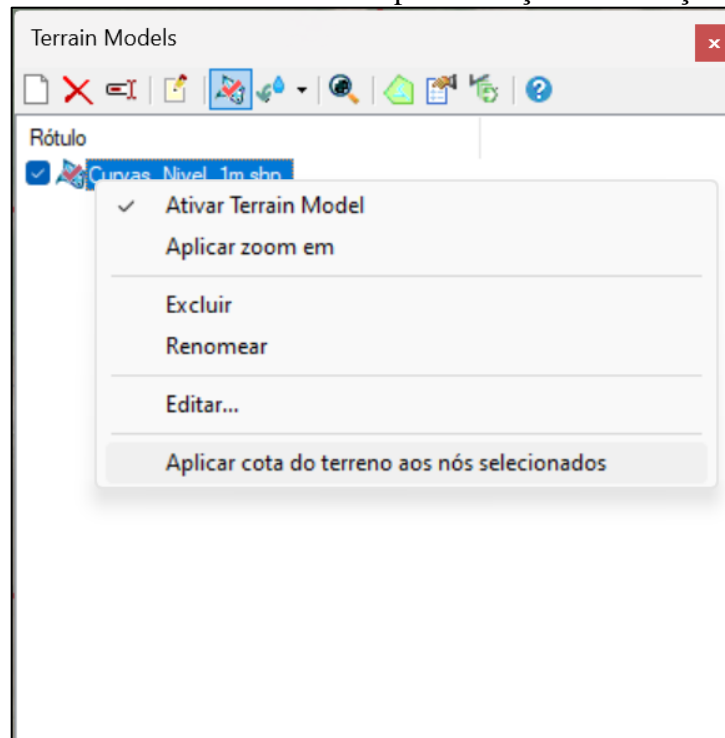 Terrain Models
Rótulo
Curvas_Nivel_1m.shp
Ativar Terrain Model
Aplicar zoom em
Excluir
Renomear
Editar...
Aplicar cota do terreno aos nós selecionados